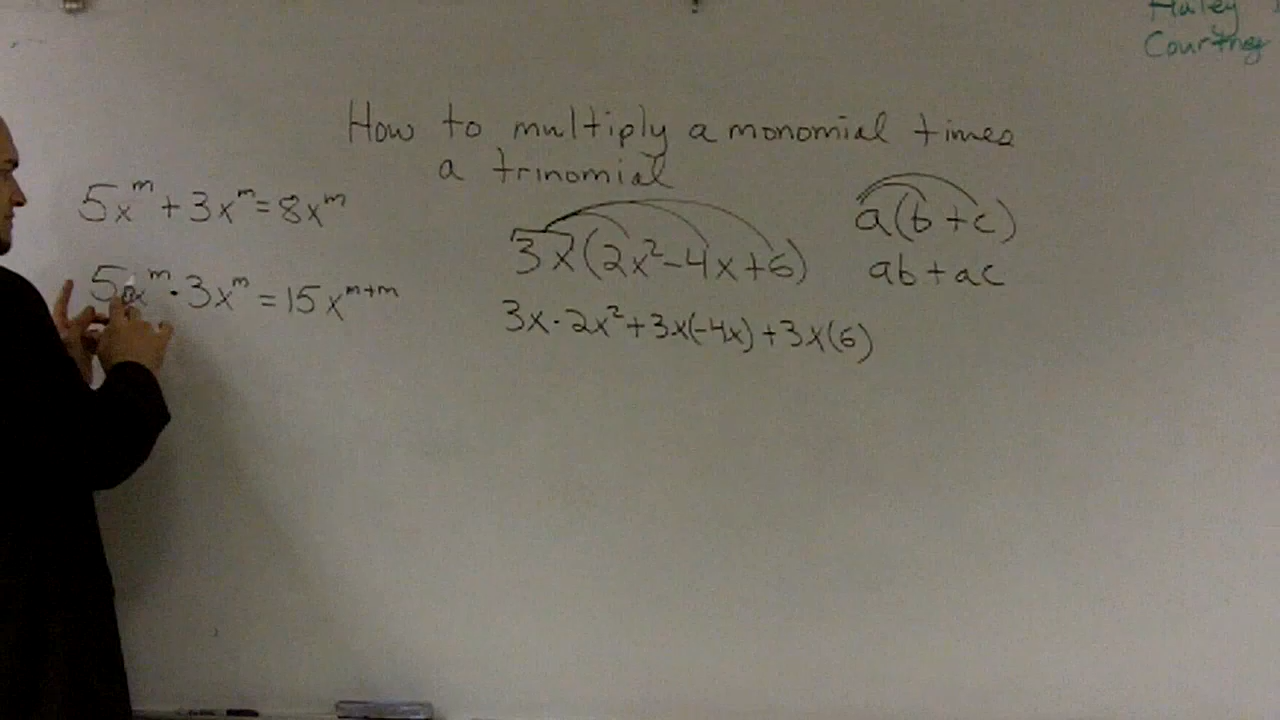 Haley
Courtney
How to multiply a monomial times
a trinomial
5x^m + 3x^m = 8x^m
5x^m · 3x^m = 15x^{m+m}
3x(2x² - 4x + 6)
3x · 2x² + 3x(-4x) + 3x(6)
a(b + c)
ab + ac